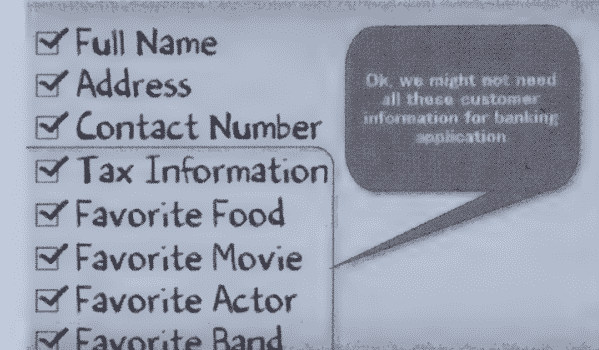 Full Name
Address
Contact Number
Tax Information
Favorite Food
Favorite Movie
Favorite Actor
Favorite Band
Ok, we might not need
all these customer
information for banking
application